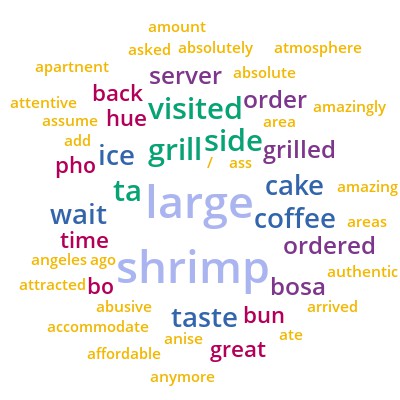 amount
asked absolutely atmosphere
apartnent server absolute
attentive back visited order amazingly
assume hue area
add grill side grilled
pho ice / ass
ta large cake amazing
wait coffee areas
time ordered
angeles ago shrimp authentic
attracted bo bosa
abusive arrived
accommodate taste bun
anise ate
affordable great
anymore